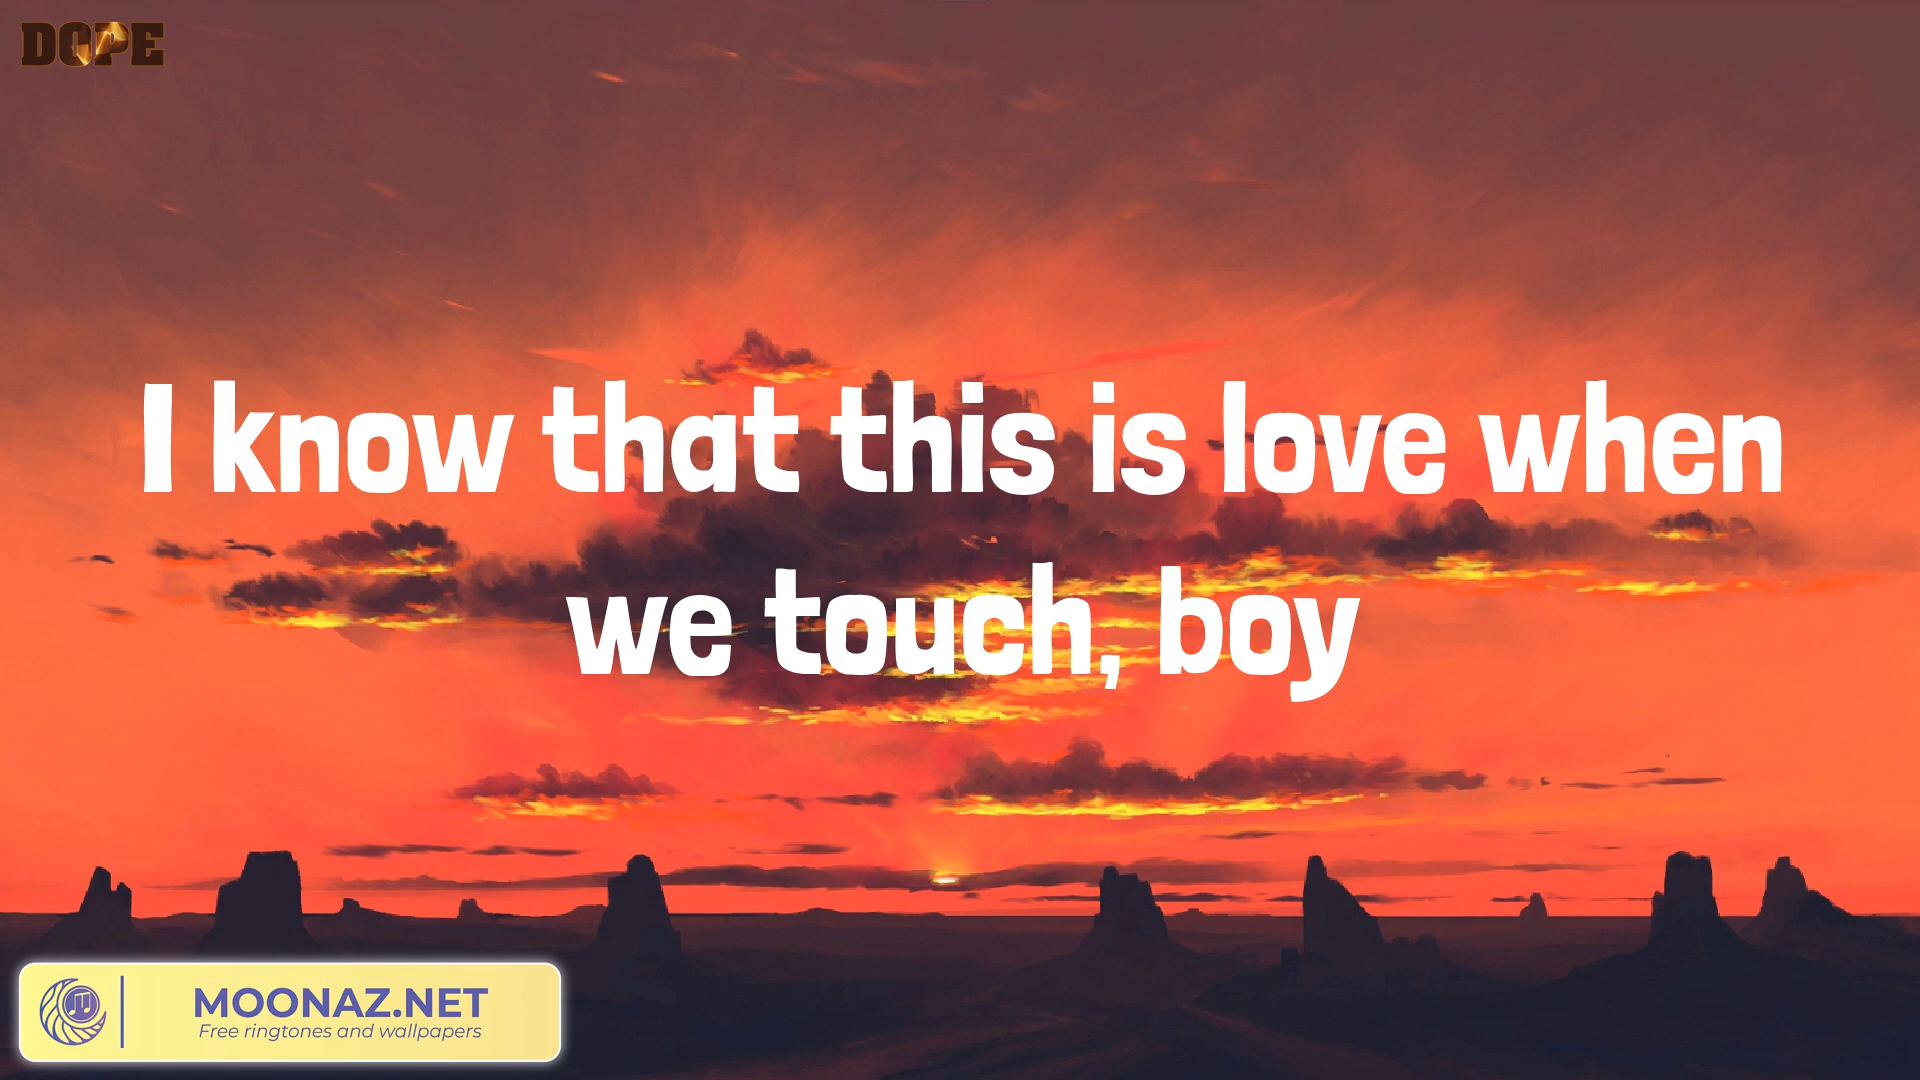 DOPE
I know that this is love when
we touch, boy
MOONAZ.NET
Free ringtones and wallpapers